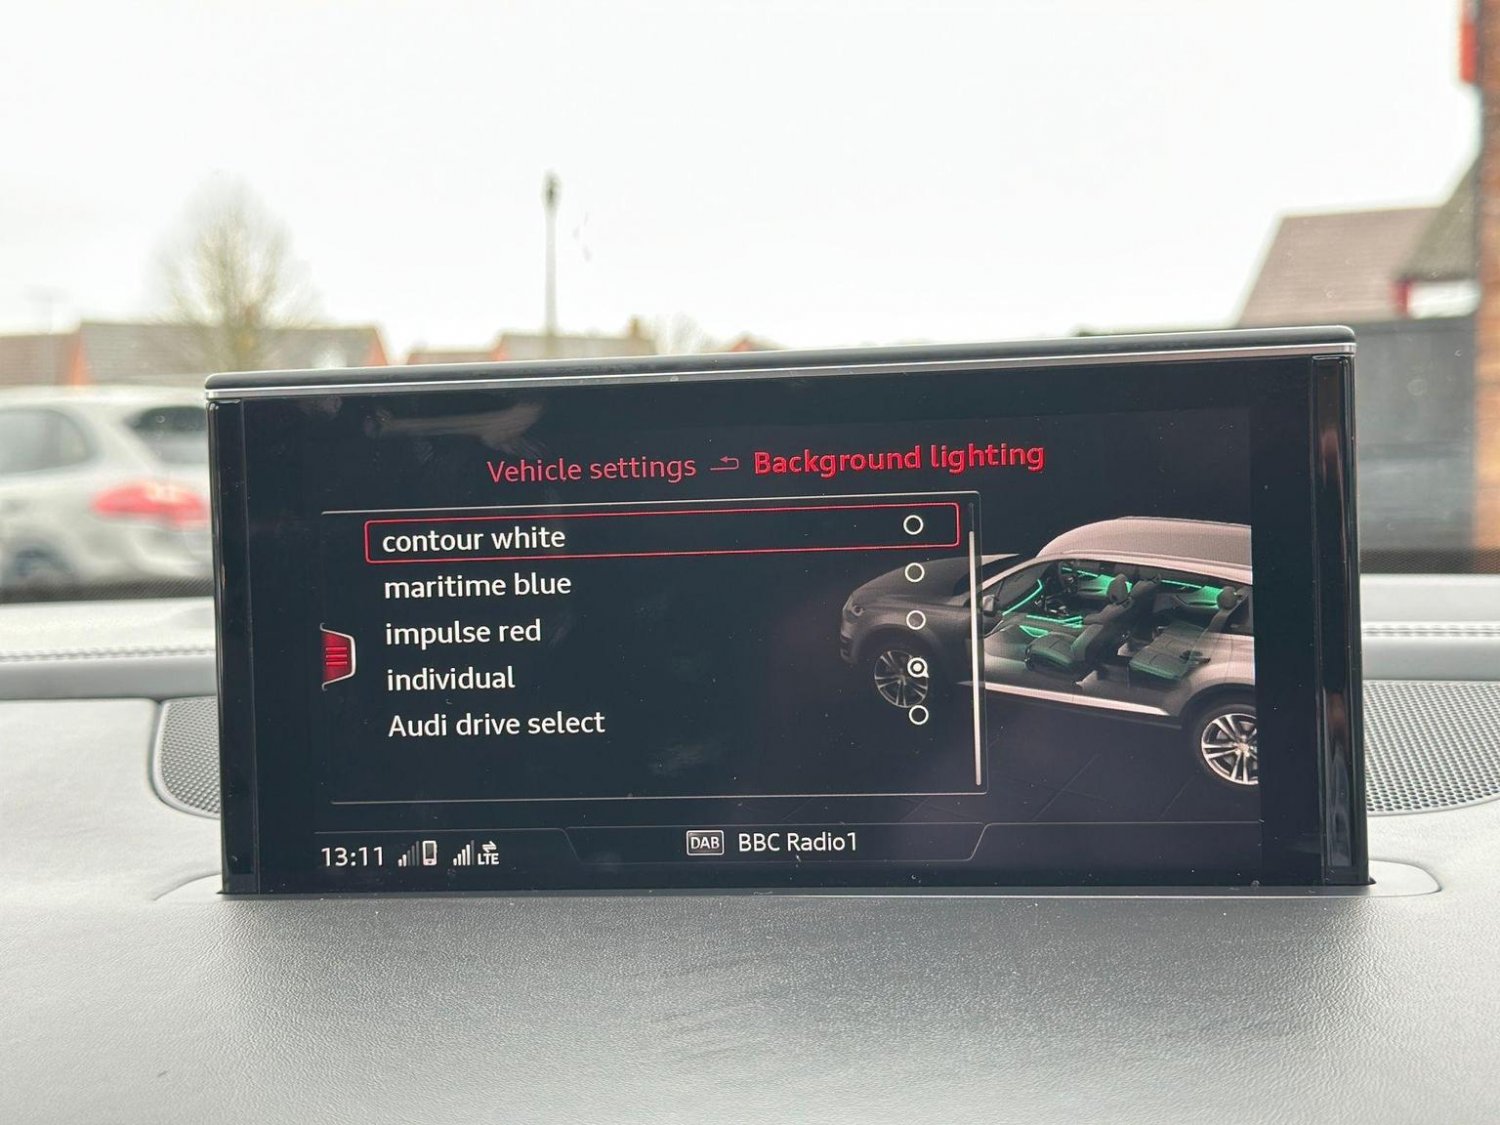 Vehicle settings Background lighting
contour white
maritime blue
impulse red
individual
Audi drive select
13:11 LTE DAB BBC Radio1